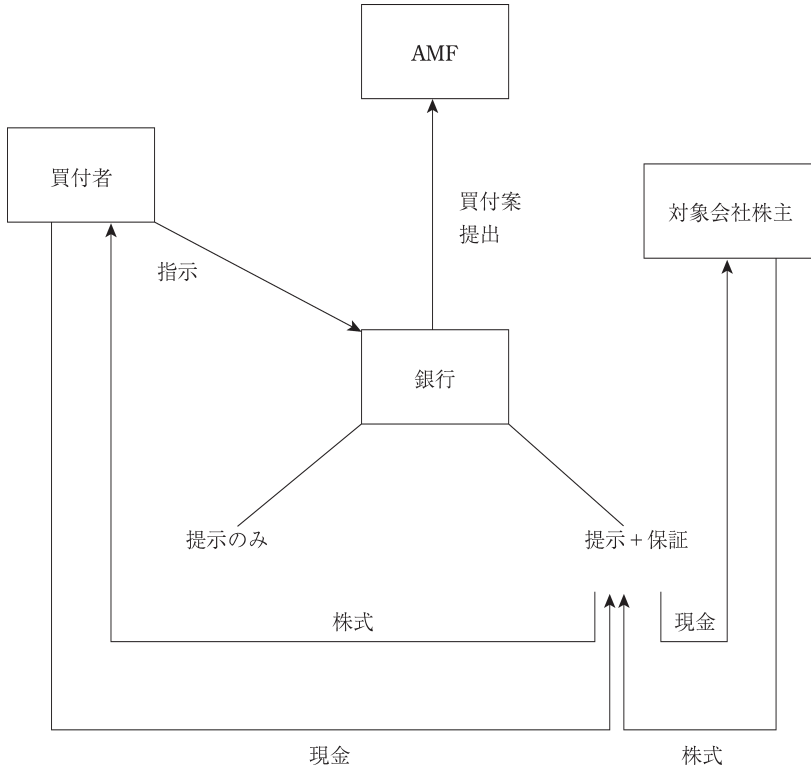 AMF
買付者
買付案
提出
対象会社株主
指示
銀行
提示のみ
提示+保証
株式
現金
現金
株式